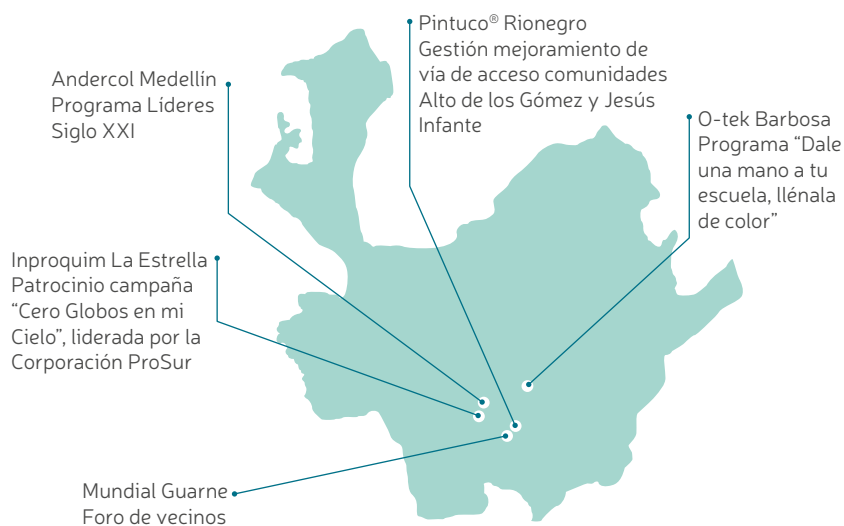 Pintuco® Rionegro
Gestión mejoramiento de
vía de acceso comunidades
Alto de los Gómez y Jesús
Infante
Andercol Medellín
Programa Líderes
Siglo XXI
O-tek Barbosa
Programa “Dale
una mano a tu
escuela, llénala
de color”
Inproquim La Estrella
Patrocinio campaña
“Cero Globos en mi
Cielo”, liderada por la
Corporación ProSur
Mundial Guarne
Foro de vecinos